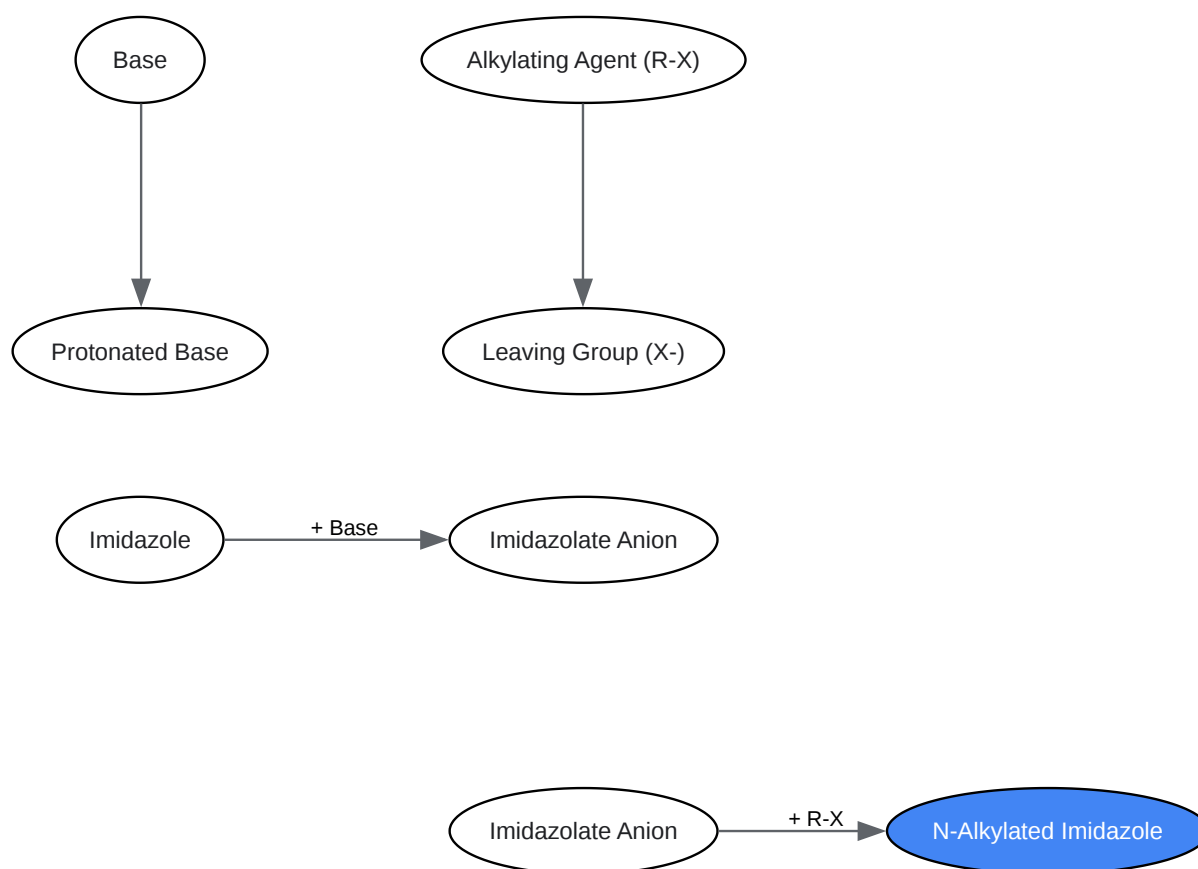 Base
Alkylating Agent (R-X)
Protonated Base
Leaving Group (X-)
Imidazole
+ Base
Imidazolate Anion
Imidazolate Anion
+ R-X
N-Alkylated Imidazole